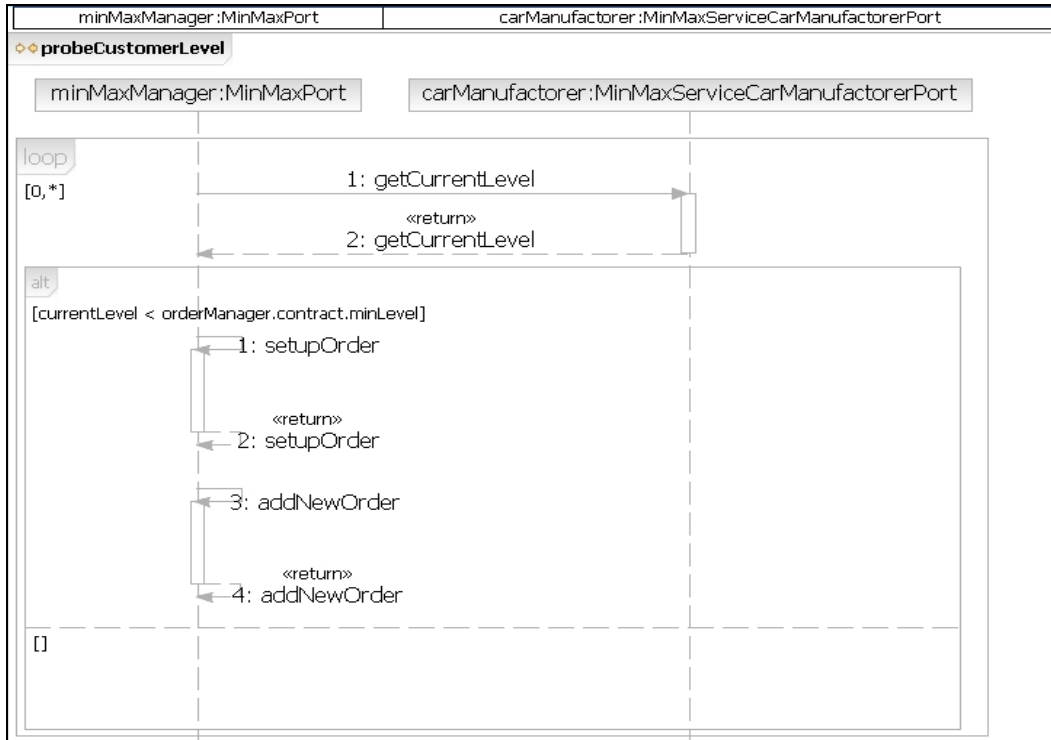 minMaxManager:MinMaxPort
carManufactorer:MinMaxServiceCarManufactorerPort
probeCustomerLevel
minMaxManager:MinMaxPort
carManufactorer:MinMaxServiceCarManufactorerPort
loop
[0,*]
1: getCurrentLevel
«return»
2: getCurrentLevel
alt
[currentLevel < orderManager.contract.minLevel]
1: setupOrder
«return»
2: setupOrder
3: addNewOrder
«return»
4: addNewOrder
[]